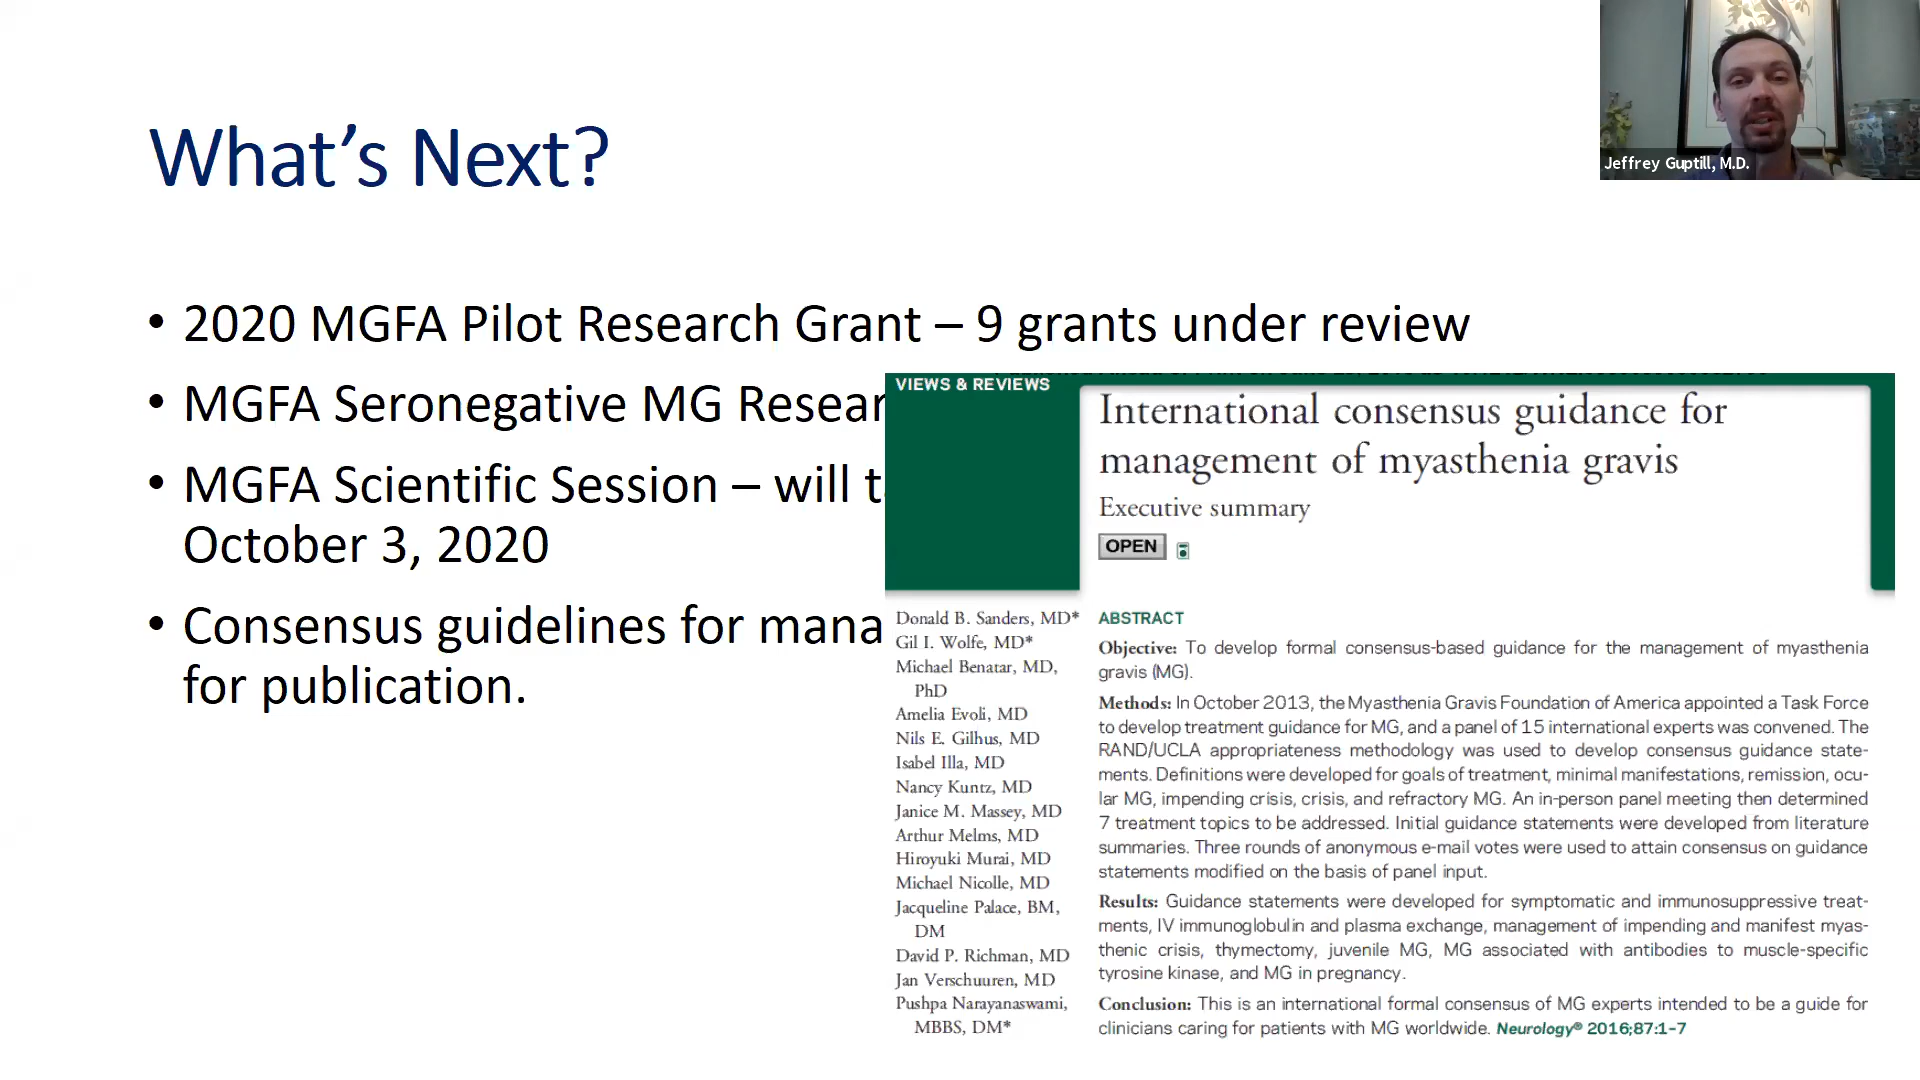 What's Next?
• 2020 MGFA Pilot Research Grant – 9 grants under review
• MGFA Seronegative MG
• MGFA Scientific Session – will
October 3, 2020
• Consensus guidelines for
for publication.
Jeffrey Guptill, M.D.
VIEWS & REVIEWS
International consensus guidance for
management of myasthenia gravis
Executive summary
OPEN
Donald B. Sanders, MD*
Gil I. Wolfe, MD*
Michael Benatar, MD,
PhD
Amelia Evoli, MD
Nils E. Gilhus, MD
Isabel Illa, MD
Nancy Kuntz, MD
Janice M. Massey, MD
Arthur Melms, MD
Hiroyuki Murai, MD
Michael Nicolle, MD
Jacqueline Palace, BM,
DM
David P. Richman, MD
Jan Verschuuren, MD
Pushpa Narayanaswami,
MBBS, DM*
ABSTRACT
Objective: To develop formal consensus-based guidance for the management of myasthenia
gravis (MG).
Methods: In October 2013, the Myasthenia Gravis Foundation of America appointed a Task Force
to develop treatment guidance for MG, and a panel of 15 international experts was convened. The
RAND/UCLA appropriateness methodology was used to develop consensus guidance state-
ments. Definitions were developed for goals of treatment, minimal manifestations, remission, ocu-
lar MG, impending crisis, crisis, and refractory MG. An in-person panel meeting then determined
7 treatment topics to be addressed. Initial guidance statements were developed from literature
summaries. Three rounds of anonymous e-mail votes were used to attain consensus on guidance
statements modified on the basis of panel input.
Results: Guidance statements were developed for symptomatic and immunosuppressive treat-
ments, IV immunoglobulin and plasma exchange, management of impending and manifest myas-
thenic crisis, thymectomy, juvenile MG, MG associated with antibodies to muscle-specific
tyrosine kinase, and MG in pregnancy.
Conclusion: This is an international formal consensus of MG experts intended to be a guide for
clinicians caring for patients with MG worldwide. Neurology® 2016;87:1–7